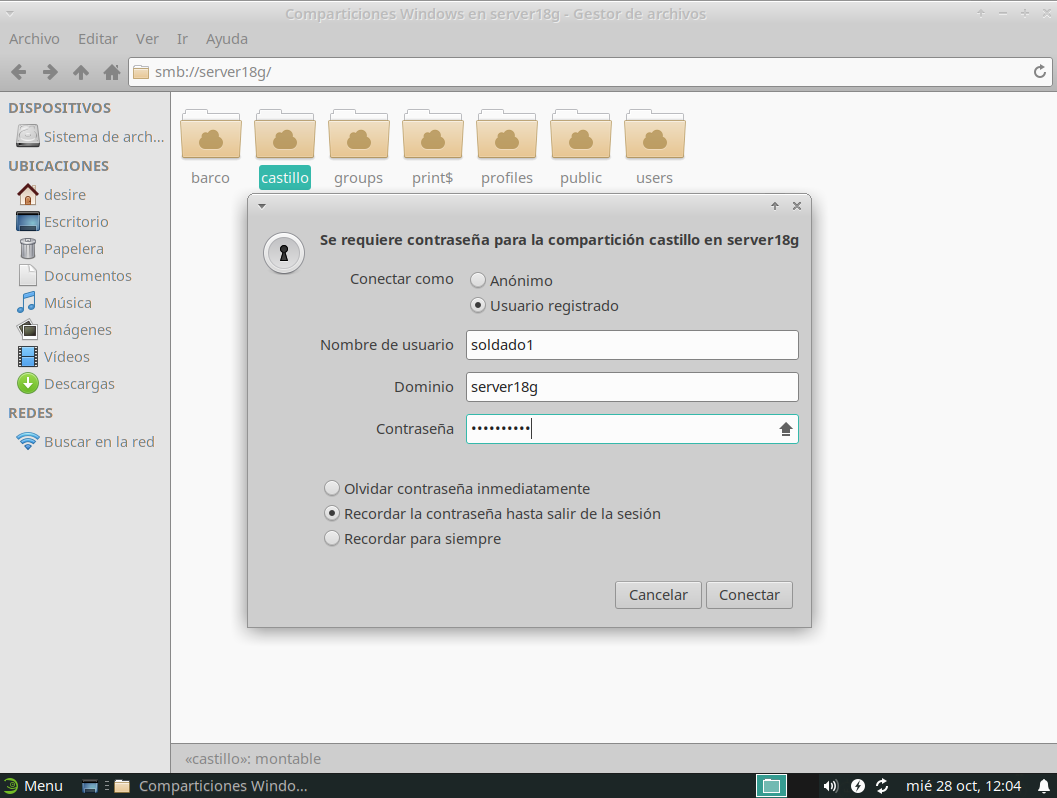 Comparticiones Windows en server18g - Gestor de archivos
Archivo Editar Ver Ir Ayuda
smb://server18g/
DISPOSITIVOS
Sistema de arch...
UBICACIONES
desire
Escritorio
Papelera
Documentos
Música
Imágenes
Vídeos
Descargas
REDES
Buscar en la red
barco castillo groups print$ profiles public users
Se requiere contraseña para la compartición castillo en server18g
Conectar como
Anónimo
Usuario registrado
Nombre de usuario soldado1
Dominio server18g
Contraseña ••••••••••
Olvidar contraseña inmediatamente
Recordar la contraseña hasta salir de la sesión
Recordar para siempre
Cancelar Conectar
«castillo»: montable
Menu Comparticiones Windo... mié 28 oct, 12:04